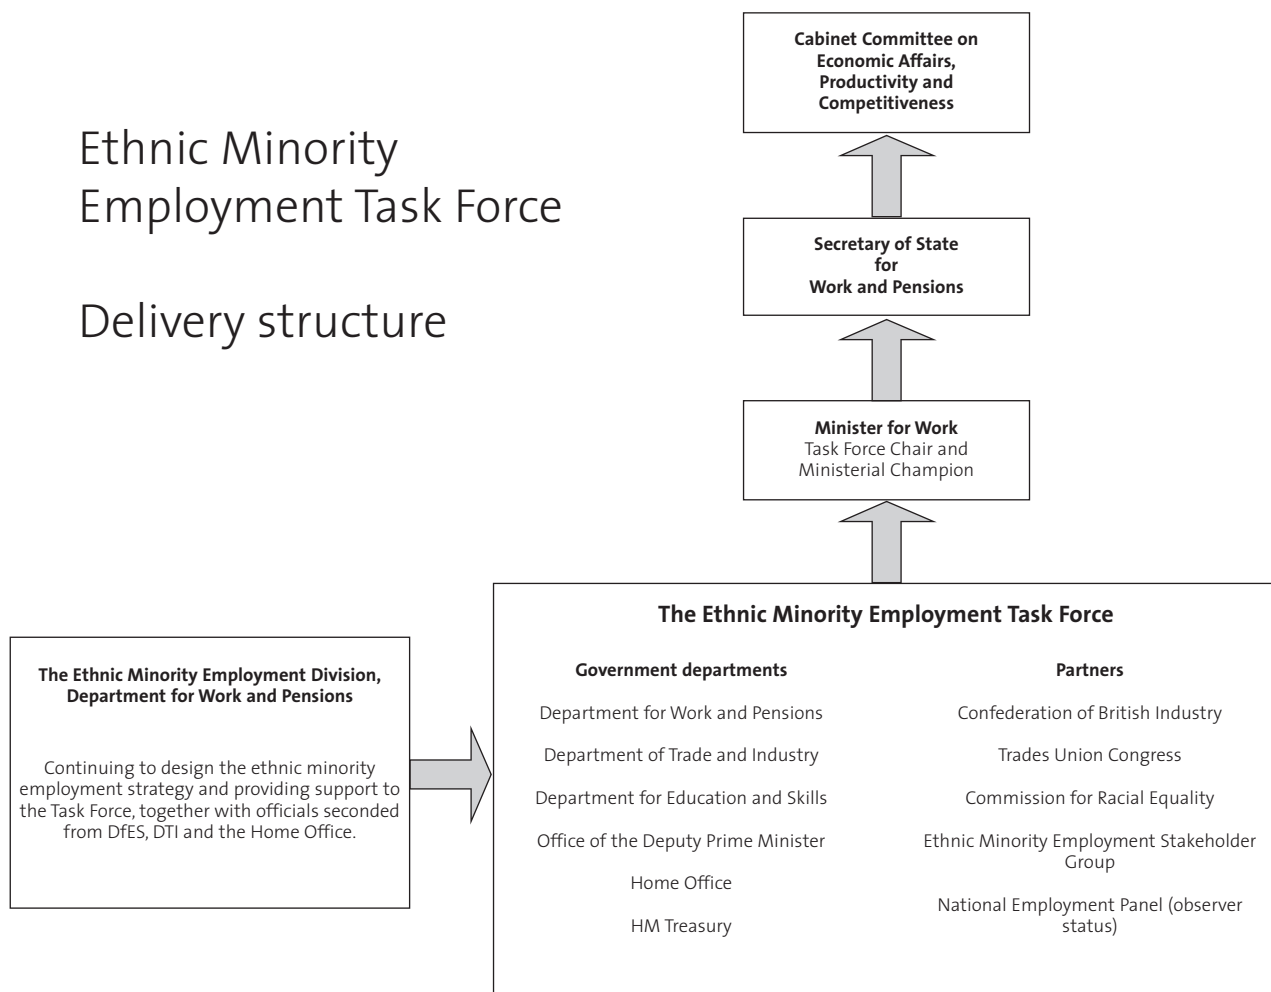 Ethnic Minority
Employment Task Force
Delivery structure
Cabinet Committee on
Economic Affairs,
Productivity and
Competitiveness
Secretary of State
for
Work and Pensions
Minister for Work
Task Force Chair and
Ministerial Champion
The Ethnic Minority Employment Division,
Department for Work and Pensions
Continuing to design the ethnic minority
employment strategy and providing support to
the Task Force, together with officials seconded
from DfES, DTI and the Home Office.
The Ethnic Minority Employment Task Force
Government departments
Department for Work and Pensions
Department of Trade and Industry
Department for Education and Skills
Office of the Deputy Prime Minister
Home Office
HM Treasury
Partners
Confederation of British Industry
Trades Union Congress
Commission for Racial Equality
Ethnic Minority Employment Stakeholder
Group
National Employment Panel (observer
status)